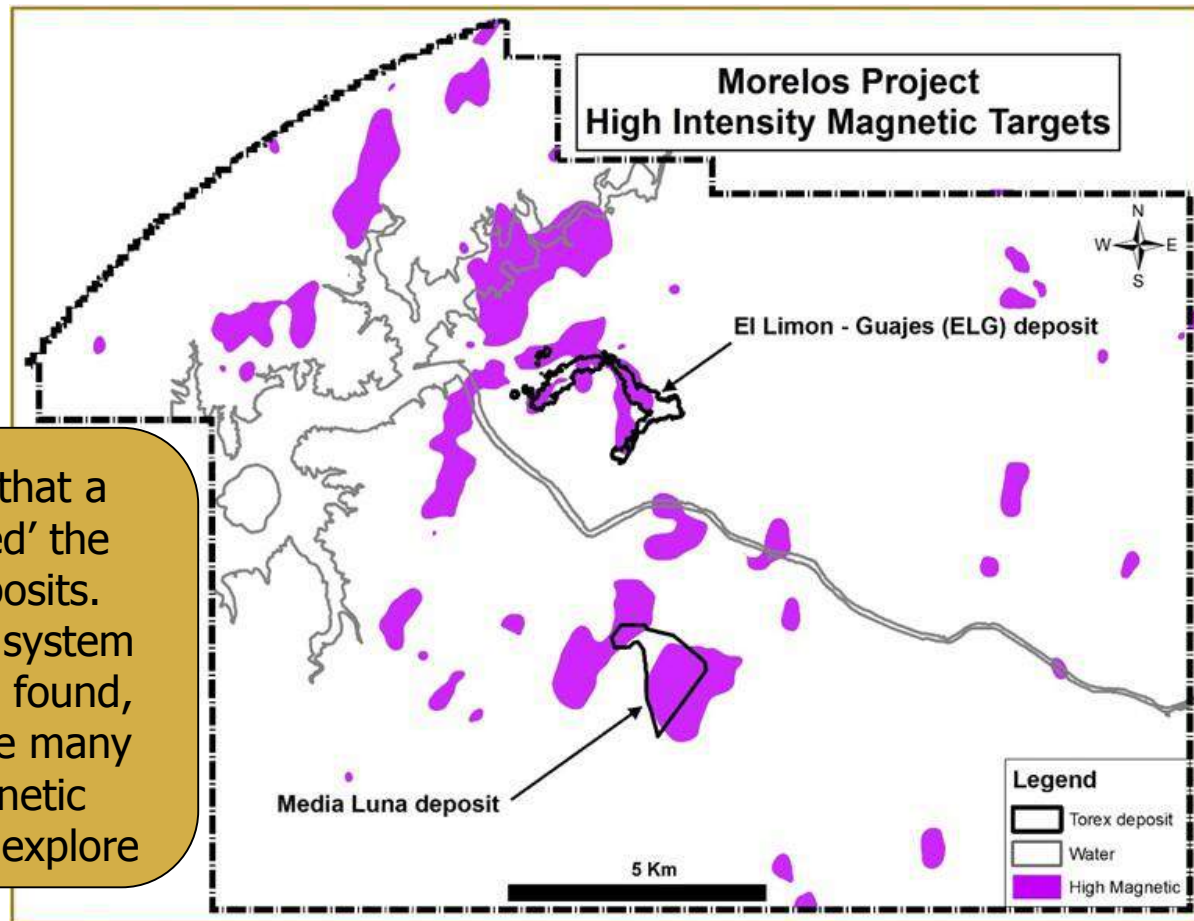 Morelos Project
High Intensity Magnetic Targets
N
W E
S
El Limon - Guajes (ELG) deposit
that a
ed’ the
posits.
system
found,
e many
netic
explore
Media Luna deposit
5 Km
Legend
Torex deposit
Water
High Magnetic